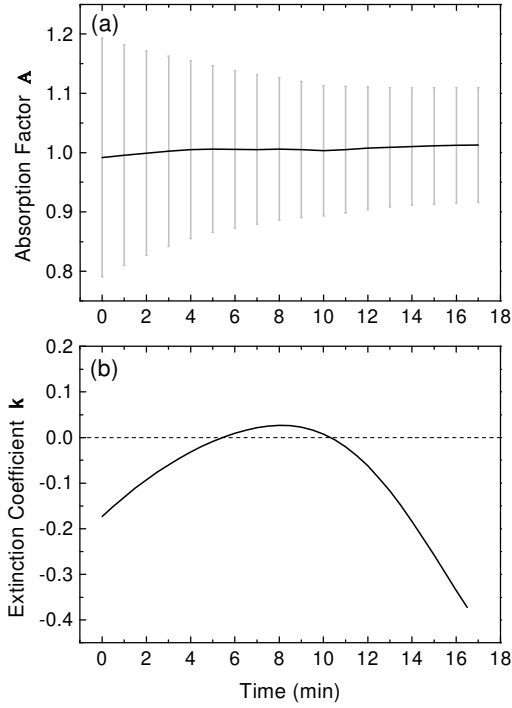 (a)
1.2
1.1
1.0
0.9
0.8
Absorption Factor A
0 2 4 6 8 10 12 14 16 18
(b)
0.2
0.1
0.0
-0.1
-0.2
-0.3
-0.4
Extinction Coefficient k
0 2 4 6 8 10 12 14 16 18
Time (min)